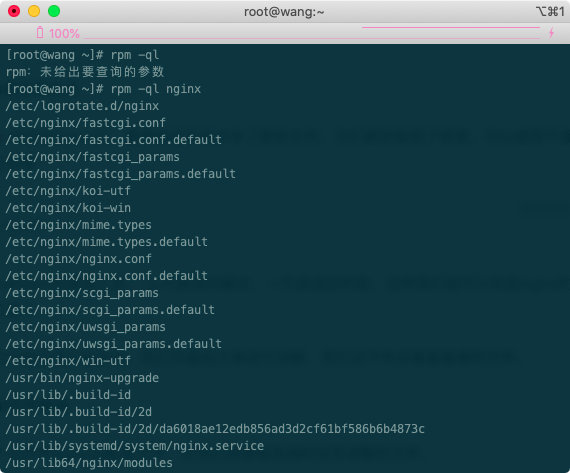 root@wang:~
⌥⌘1
100%
[root@wang ~]# rpm -ql
rpm: 未给出要查询的参数
[root@wang ~]# rpm -ql nginx
/etc/logrotate.d/nginx
/etc/nginx/fastcgi.conf
/etc/nginx/fastcgi.conf.default
/etc/nginx/fastcgi_params
/etc/nginx/fastcgi_params.default
/etc/nginx/koi-utf
/etc/nginx/koi-win
/etc/nginx/mime.types
/etc/nginx/mime.types.default
/etc/nginx/nginx.conf
/etc/nginx/nginx.conf.default
/etc/nginx/scgi_params
/etc/nginx/scgi_params.default
/etc/nginx/uwsgi_params
/etc/nginx/uwsgi_params.default
/etc/nginx/win-utf
/usr/bin/nginx-upgrade
/usr/lib/.build-id
/usr/lib/.build-id/2d
/usr/lib/.build-id/2d/da6018ae12edb856ad3d2cf61bf586b6b4873c
/usr/lib/systemd/system/nginx.service
/usr/lib64/nginx/modules